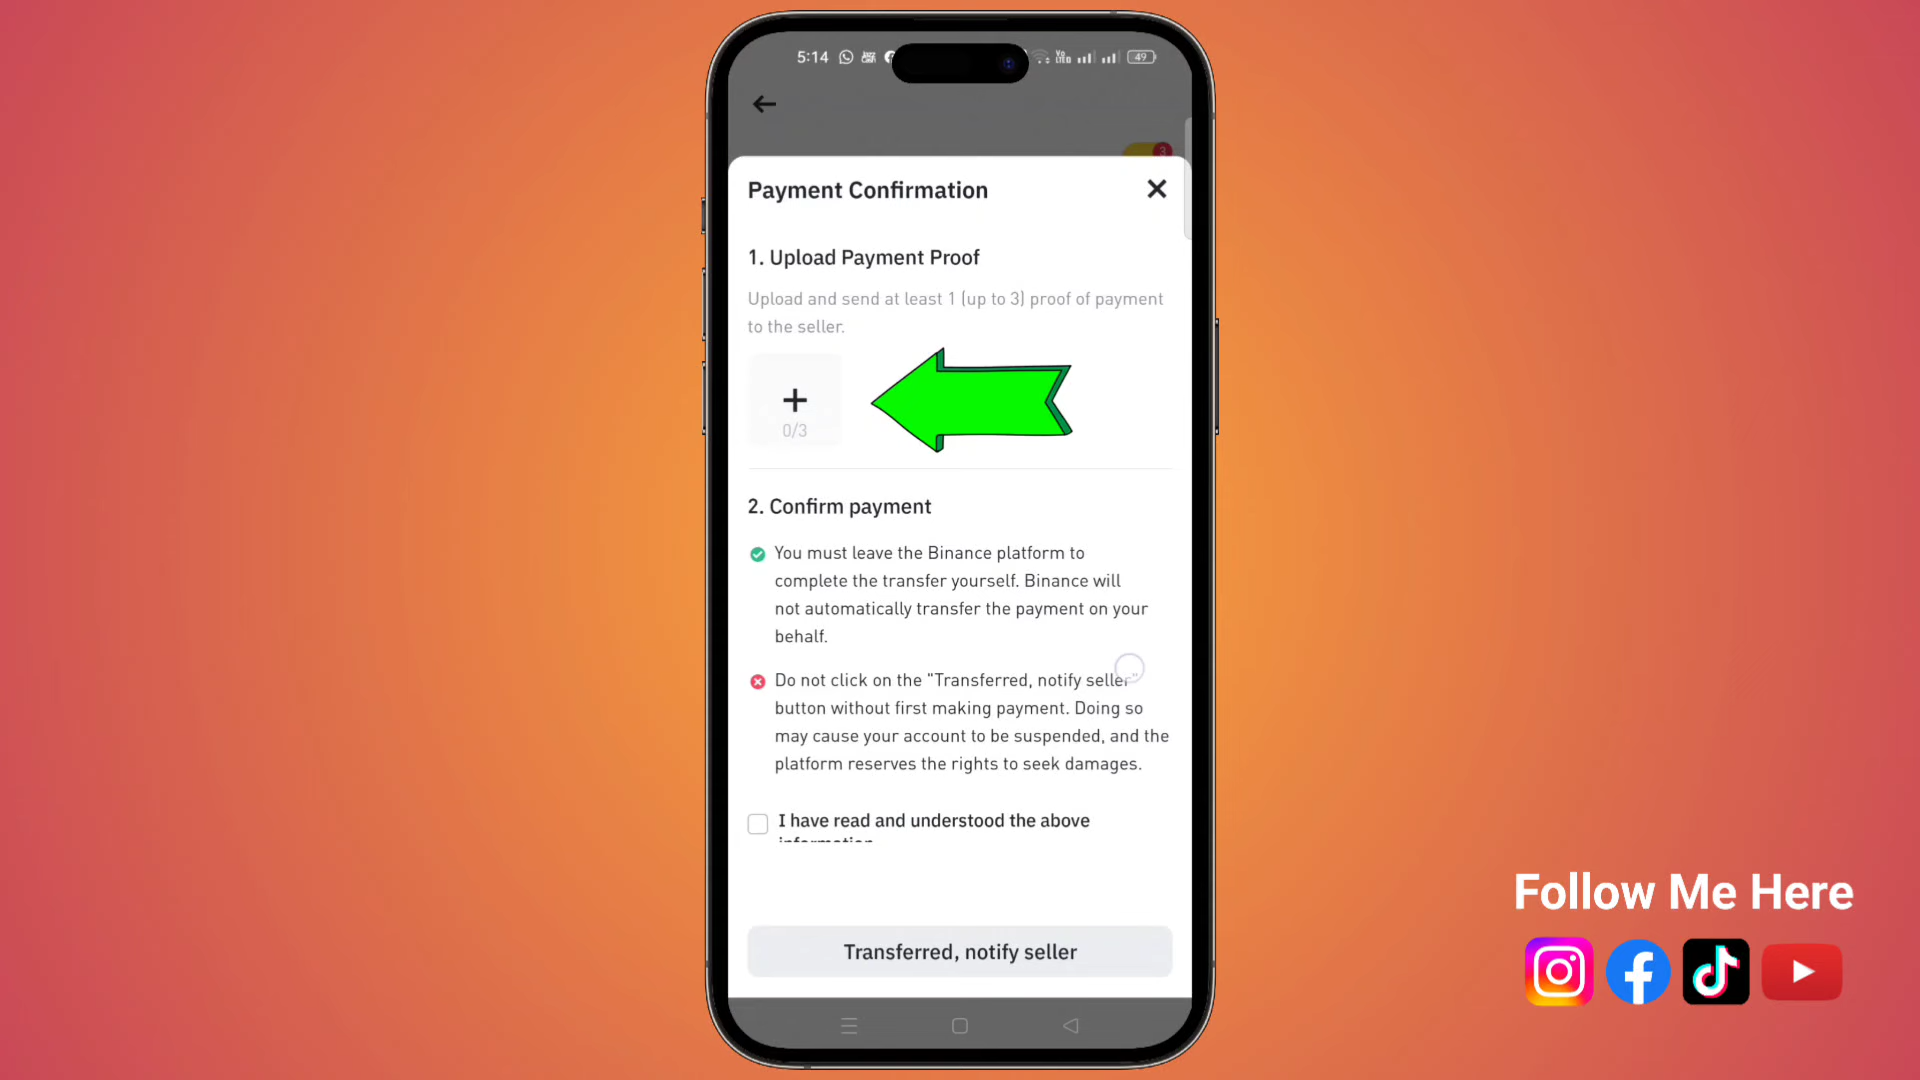 5:14
49
3
Payment Confirmation
1. Upload Payment Proof
Upload and send at least 1 (up to 3) proof of payment
to the seller.
0/3
2. Confirm payment
You must leave the Binance platform to
complete the transfer yourself. Binance will
not automatically transfer the payment on your
behalf.
Do not click on the "Transferred, notify seller"
button without first making payment. Doing so
may cause your account to be suspended, and the
platform reserves the rights to seek damages.
I have read and understood the above
information
Transferred, notify seller
Follow Me Here